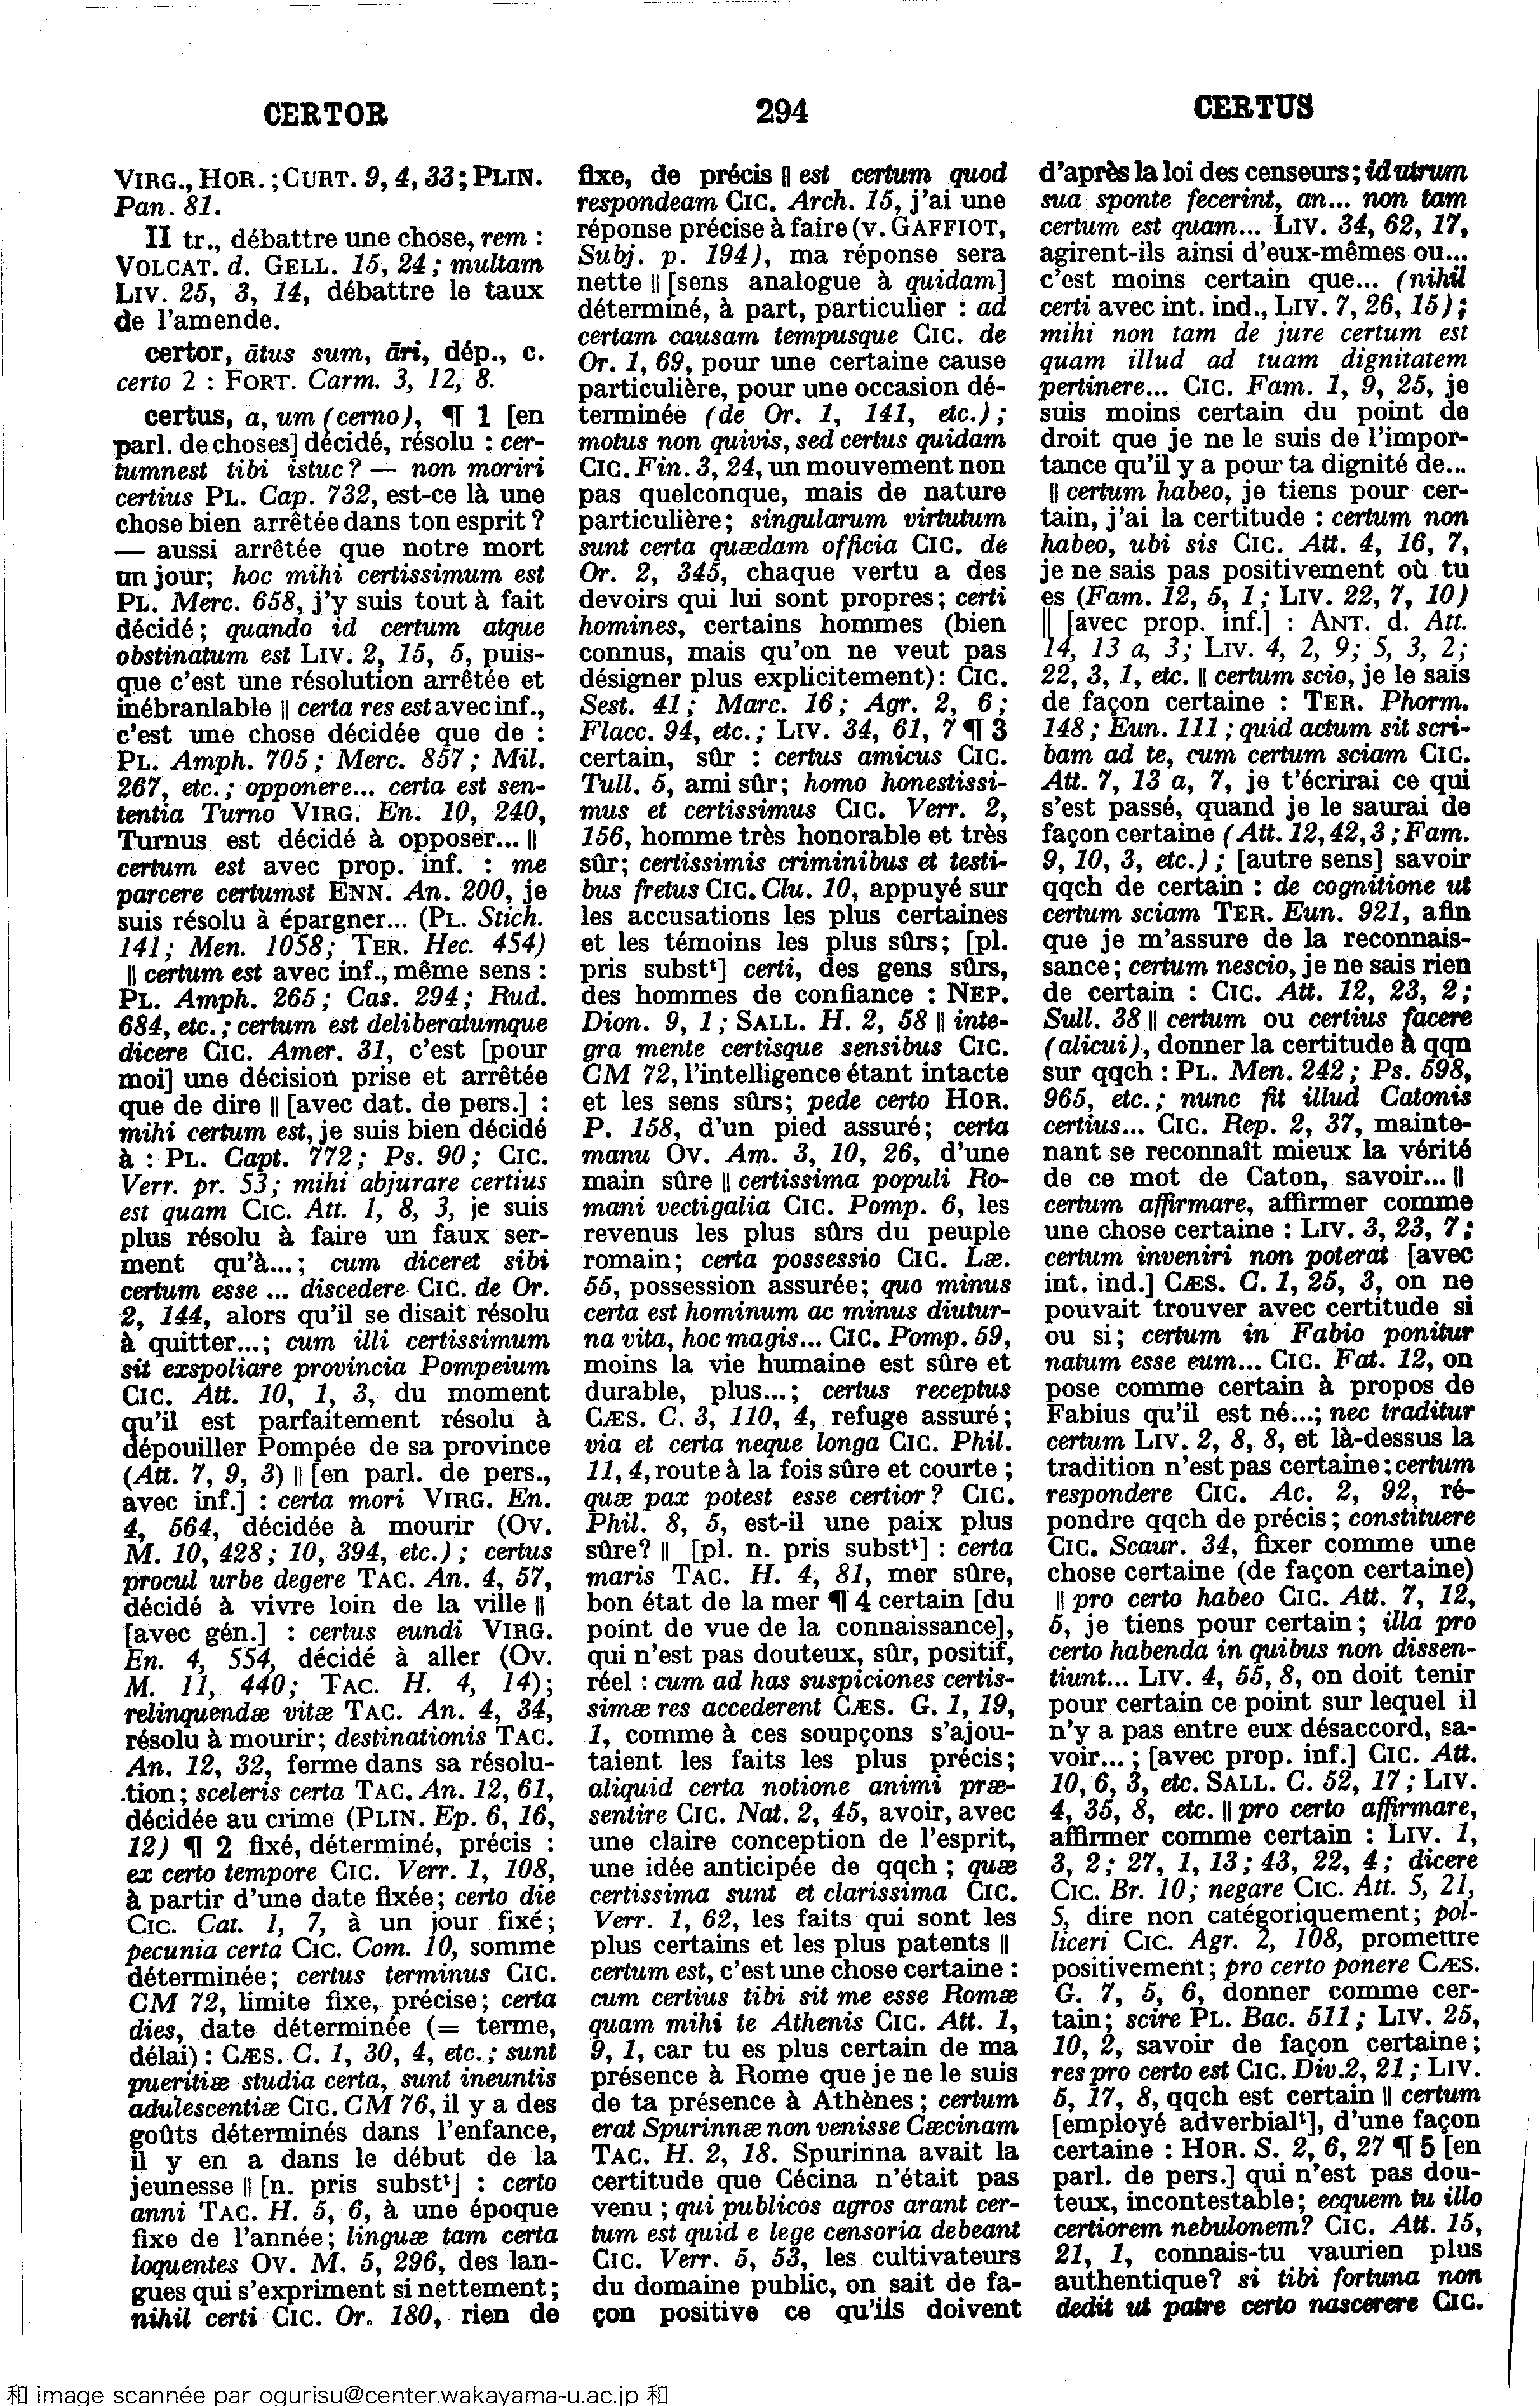 CERTOR
294
CERTUS
VIRG., HOR. ; CURT. 9, 4, 33 ; PLIN.
Pan. 81.
II tr., débattre une chose, rem :
VOLCAT. d. GELL. 15, 24 ; multam
LIV. 25, 3, 14, débattre le taux
de l'amende.
certor, ātus sum, āri, dép., c.
certo 2 : FORT. Carm. 3, 12, 8.
certus, a, um (cerno), ¶ 1 [en
parl. de choses] décidé, résolu : cer-
tumnest tibi istuc ? — non moriri
certius PL. Cap. 732, est-ce là une
chose bien arrêtée dans ton esprit ?
— aussi arrêtée que notre mort
un jour; hoc mihi certissimum est
PL. Merc. 658, j'y suis tout à fait
décidé ; quando id certum atque
obstinatum est LIV. 2, 15, 5, puis-
que c'est une résolution arrêtée et
inébranlable || certa res est avec inf.,
c'est une chose décidée que de :
PL. Amph. 705 ; Merc. 857 ; Mil.
267, etc. ; opponere... certa est sen-
tentia Turno VIRG. En. 10, 240,
Turnus est décidé à opposer... ||
certum est avec prop. inf. : me
parcere certumst ENN. An. 200, je
suis résolu à épargner... (PL. Stich.
141 ; Men. 1058 ; TER. Hec. 454)
|| certum est avec inf., même sens :
PL. Amph. 265 ; Cas. 294 ; Rud.
684, etc. ; certum est deliberatumque
dicere CIC. Amer. 31, c'est [pour
moi] une décision prise et arrêtée
que de dire || [avec dat. de pers.] :
mihi certum est, je suis bien décidé
à : PL. Capt. 772 ; Ps. 90 ; CIC.
Verr. pr. 53 ; mihi abjurare certius
est quam CIC. Att. 1, 8, 3, je suis
plus résolu à faire un faux ser-
ment qu'à... ; cum diceret sibi
certum esse ... discedere CIC. de Or.
2, 144, alors qu'il se disait résolu
à quitter... ; cum illi certissimum
sit exspoliare provincia Pompeium
CIC. Att. 10, 1, 3, du moment
qu'il est parfaitement résolu à
dépouiller Pompée de sa province
(Att. 7, 9, 3) || [en parl. de pers.,
avec inf.] : certa mori VIRG. En.
4, 564, décidée à mourir (OV.
M. 10, 428 ; 10, 394, etc.) ; certus
procul urbe degere TAC. An. 4, 57,
décidé à vivre loin de la ville ||
[avec gén.] : certus eundi VIRG.
En. 4, 554, décidé à aller (OV.
M. 11, 440 ; TAC. H. 4, 14) ;
relinquendæ vitæ TAC. An. 4, 34,
résolu à mourir ; destinationis TAC.
An. 12, 32, ferme dans sa résolu-
tion ; sceleris certa TAC. An. 12, 61,
décidée au crime (PLIN. Ep. 6, 16,
12) ¶ 2 fixé, déterminé, précis :
ex certo tempore CIC. Verr. 1, 108,
à partir d'une date fixée ; certo die
CIC. Cat. 1, 7, à un jour fixé ;
pecunia certa CIC. Com. 10, somme
déterminée ; certus terminus CIC.
CM 72, limite fixe, précise ; certa
dies, date déterminée (= terme,
délai) : CÆS. C. 1, 30, 4, etc. ; sunt
pueritiæ studia certa, sunt ineuntis
adulescentiæ CIC. CM 76, il y a des
goûts déterminés dans l'enfance,
il y en a dans le début de la
jeunesse || [n. pris substᵗ] : certo
anni TAC. H. 5, 6, à une époque
fixe de l'année ; linguæ tam certa
loquentes OV. M. 5, 296, des lan-
gues qui s'expriment si nettement ;
nihil certi CIC. Or. 180, rien de
fixe, de précis || est certum quod
respondeam CIC. Arch. 15, j'ai une
réponse précise à faire (v. GAFFIOT,
Subj. p. 194), ma réponse sera
nette || [sens analogue à quidam]
déterminé, à part, particulier : ad
certam causam tempusque CIC. de
Or. 1, 69, pour une certaine cause
particulière, pour une occasion dé-
terminée (de Or. 1, 141, etc.) ;
motus non quivis, sed certus quidam
CIC. Fin. 3, 24, un mouvement non
pas quelconque, mais de nature
particulière ; singularum virtutum
sunt certa quædam officia CIC. de
Or. 2, 345, chaque vertu a des
devoirs qui lui sont propres ; certi
homines, certains hommes (bien
connus, mais qu'on ne veut pas
désigner plus explicitement) : CIC.
Sest. 41 ; Marc. 16 ; Agr. 2, 6 ;
Flacc. 94, etc. ; LIV. 34, 61, 7 ¶ 3
certain, sûr : certus amicus CIC.
Tull. 5, ami sûr ; homo honestissi-
mus et certissimus CIC. Verr. 2,
156, homme très honorable et très
sûr ; certissimis criminibus et testi-
bus fretus CIC. Clu. 10, appuyé sur
les accusations les plus certaines
et les témoins les plus sûrs ; [pl.
pris substᵗ] certi, des gens sûrs,
des hommes de confiance : NEP.
Dion. 9, 1 ; SALL. H. 2, 58 || inte-
gra mente certisque sensibus CIC.
CM 72, l'intelligence étant intacte
et les sens sûrs ; pede certo HOR.
P. 158, d'un pied assuré ; certa
manu OV. Am. 3, 10, 26, d'une
main sûre || certissima populi Ro-
mani vectigalia CIC. Pomp. 6, les
revenus les plus sûrs du peuple
romain ; certa possessio CIC. Læ.
55, possession assurée ; quo minus
certa est hominum ac minus diutur-
na vita, hoc magis... CIC. Pomp. 59,
moins la vie humaine est sûre et
durable, plus... ; certus receptus
CÆS. C. 3, 110, 4, refuge assuré ;
via et certa neque longa CIC. Phil.
11, 4, route à la fois sûre et courte ;
quæ pax potest esse certior ? CIC.
Phil. 8, 5, est-il une paix plus
sûre ? || [pl. n. pris substᵗ] : certa
maris TAC. H. 4, 81, mer sûre,
bon état de la mer ¶ 4 certain [du
point de vue de la connaissance],
qui n'est pas douteux, sûr, positif,
réel : cum ad has suspiciones certis-
simæ res accederent CÆS. G. 1, 19,
1, comme à ces soupçons s'ajou-
taient les faits les plus précis ;
aliquid certa notione animi præ-
sentire CIC. Nat. 2, 45, avoir, avec
une claire conception de l'esprit,
une idée anticipée de qqch ; quæ
certissima sunt et clarissima CIC.
Verr. 1, 62, les faits qui sont les
plus certains et les plus patents ||
certum est, c'est une chose certaine :
cum certius tibi sit me esse Romæ
quam mihi te Athenis CIC. Att. 1,
9, 1, car tu es plus certain de ma
présence à Rome que je ne le suis
de ta présence à Athènes ; certum
erat Spurinnæ non venisse Cæcinam
TAC. H. 2, 18. Spurinna avait la
certitude que Cécina n'était pas
venu ; qui publicos agros arant cer-
tum est quid e lege censoria debeant
CIC. Verr. 5, 53, les cultivateurs
du domaine public, on sait de fa-
çon positive ce qu'ils doivent
d'après la loi des censeurs ; id utrum
sua sponte fecerint, an... non tam
certum est quam... LIV. 34, 62, 17,
agirent-ils ainsi d'eux-mêmes ou...
c'est moins certain que... (nihil
certi avec int. ind., LIV. 7, 26, 15) ;
mihi non tam de jure certum est
quam illud ad tuam dignitatem
pertinere... CIC. Fam. 1, 9, 25, je
suis moins certain du point de
droit que je ne le suis de l'impor-
tance qu'il y a pour ta dignité de...
|| certum habeo, je tiens pour cer-
tain, j'ai la certitude : certum non
habeo, ubi sis CIC. Att. 4, 16, 7,
je ne sais pas positivement où tu
es (Fam. 12, 5, 1 ; LIV. 22, 7, 10)
|| [avec prop. inf.] : ANT. d. Att.
14, 13 a, 3 ; LIV. 4, 2, 9 ; 5, 3, 2 ;
22, 3, 1, etc. || certum scio, je le sais
de façon certaine : TER. Phorm.
148 ; Eun. 111 ; quid actum sit scri-
bam ad te, cum certum sciam CIC.
Att. 7, 13 a, 7, je t'écrirai ce qui
s'est passé, quand je le saurai de
façon certaine (Att. 12, 42, 3 ; Fam.
9, 10, 3, etc.) ; [autre sens] savoir
qqch de certain : de cognitione ut
certum sciam TER. Eun. 921, afin
que je m'assure de la reconnais-
sance ; certum nescio, je ne sais rien
de certain : CIC. Att. 12, 23, 2 ;
Sull. 38 || certum ou certius facere
(alicui), donner la certitude à qqn
sur qqch : PL. Men. 242 ; Ps. 598,
965, etc. ; nunc fit illud Catonis
certius... CIC. Rep. 2, 37, mainte-
nant se reconnaît mieux la vérité
de ce mot de Caton, savoir... ||
certum affirmare, affirmer comme
une chose certaine : LIV. 3, 23, 7 ;
certum inveniri non poterat [avec
int. ind.] CÆS. C. 1, 25, 3, on ne
pouvait trouver avec certitude si
ou si ; certum in Fabio ponitur
natum esse eum... CIC. Fat. 12, on
pose comme certain à propos de
Fabius qu'il est né... ; nec traditur
certum LIV. 2, 8, 8, et là-dessus la
tradition n'est pas certaine ; certum
respondere CIC. Ac. 2, 92, ré-
pondre qqch de précis ; constituere
CIC. Scaur. 34, fixer comme une
chose certaine (de façon certaine)
|| pro certo habeo CIC. Att. 7, 12,
5, je tiens pour certain ; illa pro
certo habenda in quibus non dissen-
tiunt... LIV. 4, 55, 8, on doit tenir
pour certain ce point sur lequel il
n'y a pas entre eux désaccord, sa-
voir... ; [avec prop. inf.] CIC. Att.
10, 6, 3, etc. SALL. C. 52, 17 ; LIV.
4, 35, 8, etc. || pro certo affirmare,
affirmer comme certain : LIV. 1,
3, 2 ; 27, 1, 13 ; 43, 22, 4 ; dicere
CIC. Br. 10 ; negare CIC. Att. 5, 21,
5, dire non catégoriquement ; pol-
liceri CIC. Agr. 2, 108, promettre
positivement ; pro certo ponere CÆS.
G. 7, 5, 6, donner comme cer-
tain ; scire PL. Bac. 511 ; LIV. 25,
10, 2, savoir de façon certaine ;
res pro certo est CIC. Div. 2, 21 ; LIV.
5, 17, 8, qqch est certain || certum
[employé adverbialᵗ], d'une façon
certaine : HOR. S. 2, 6, 27 ¶ 5 [en
parl. de pers.] qui n'est pas dou-
teux, incontestable ; ecquem tu illo
certiorem nebulonem? CIC. Att. 15,
21, 1, connais-tu vaurien plus
authentique? si tibi fortuna non
dedit ut patre certo nascerere CIC.
和 image scannée par ogurisu@center.wakayama-u.ac.jp 和